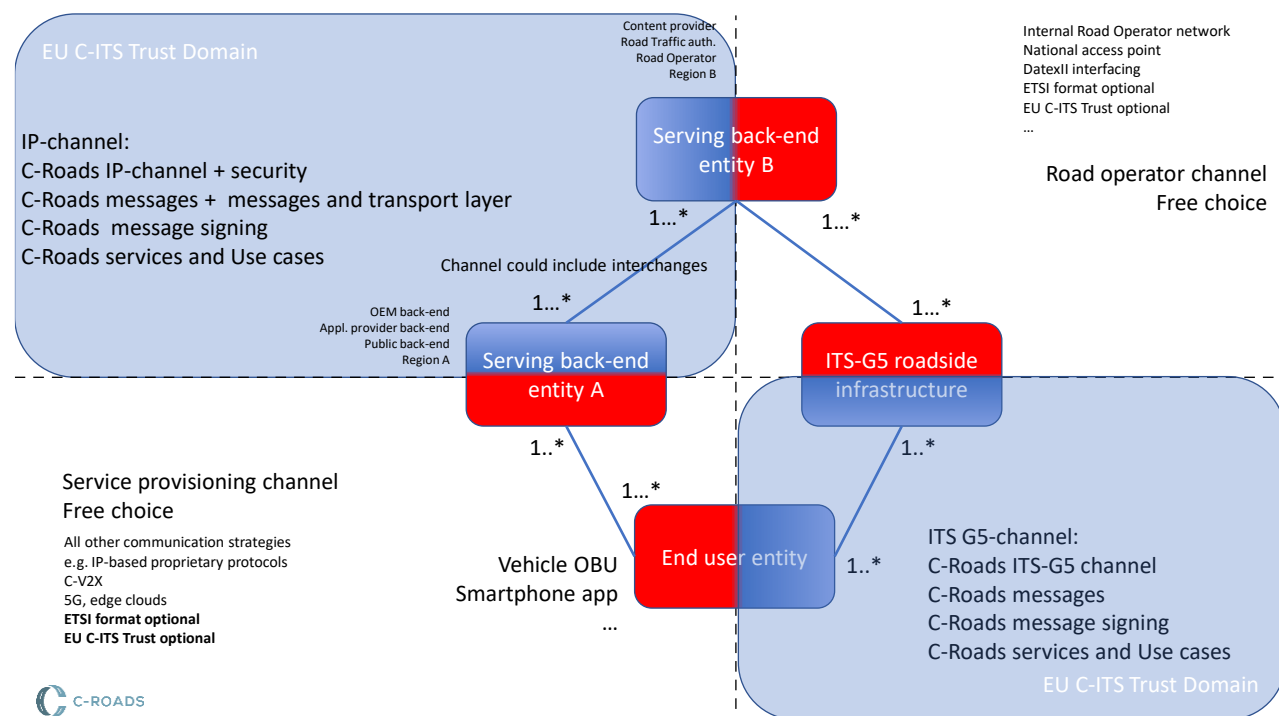 EU C-ITS Trust Domain
Content provider
Road Traffic auth.
Road Operator
Region B
Internal Road Operator network
National access point
DatexII interfacing
ETSI format optional
EU C-ITS Trust optional
...
IP-channel:
C-Roads IP-channel + security
C-Roads messages +  messages and transport layer
C-Roads  message signing
C-Roads services and Use cases
Serving back-end
entity B
Road operator channel
Free choice
1...*
1...*
Channel could include interchanges
1...*
1...*
OEM back-end
Appl. provider back-end
Public back-end
Region A
Serving back-end
entity A
ITS-G5 roadside
infrastructure
1..*
1..*
Service provisioning channel
Free choice
All other communication strategies
e.g. IP-based proprietary protocols
C-V2X
5G, edge clouds
ETSI format optional
EU C-ITS Trust optional
1...*
End user entity
1..*
Vehicle OBU
Smartphone app
...
ITS G5-channel:
C-Roads ITS-G5 channel
C-Roads messages
C-Roads message signing
C-Roads services and Use cases
EU C-ITS Trust Domain
C-ROADS